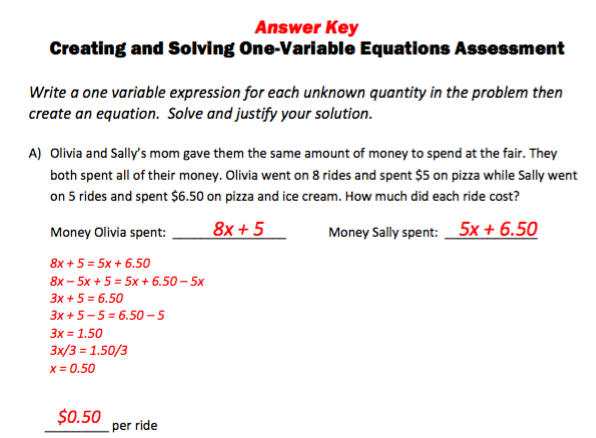 Answer Key
Creating and Solving One-Variable Equations Assessment
Write a one variable expression for each unknown quantity in the problem then
create an equation.  Solve and justify your solution.
A)  Olivia and Sally's mom gave them the same amount of money to spend at the fair. They
both spent all of their money. Olivia went on 8 rides and spent $5 on pizza while Sally went
on 5 rides and spent $6.50 on pizza and ice cream. How much did each ride cost?
Money Olivia spent: 8x + 5 Money Sally spent: 5x + 6.50
8x + 5 = 5x + 6.50
8x – 5x + 5 = 5x + 6.50 – 5x
3x + 5 = 6.50
3x + 5 – 5 = 6.50 – 5
3x = 1.50
3x/3 = 1.50/3
x = 0.50
$0.50 per ride